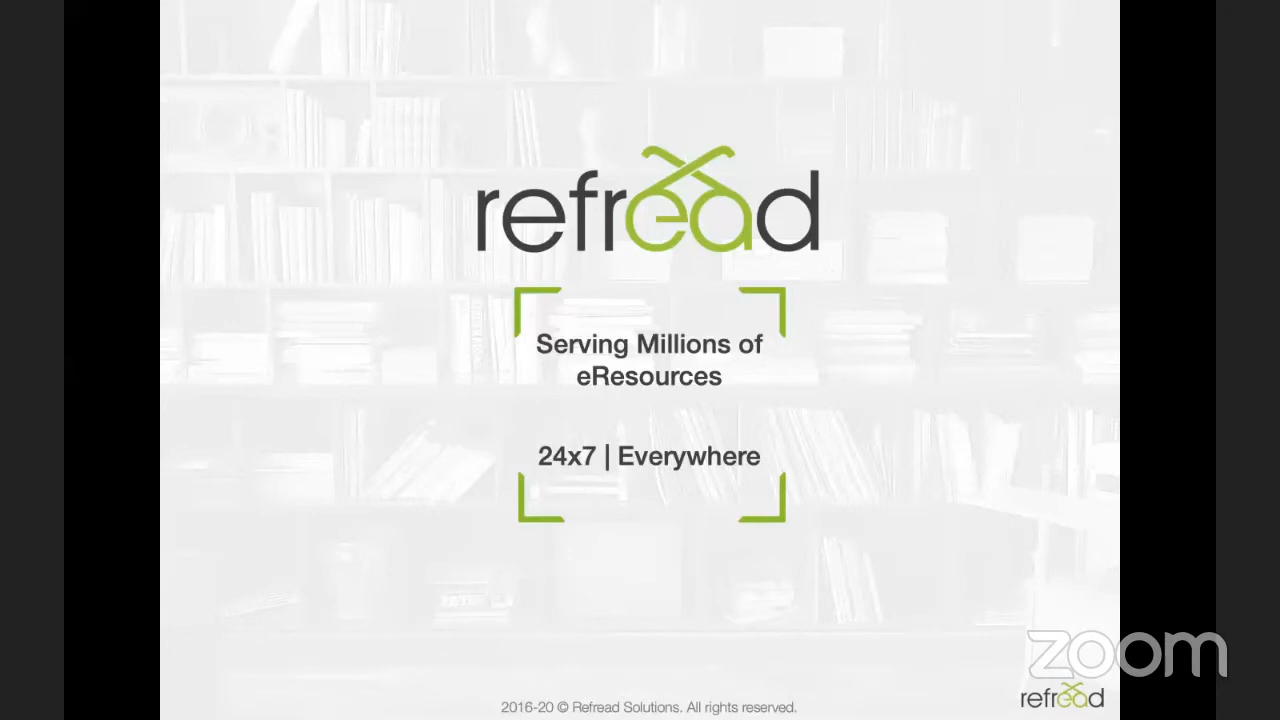 refread
Serving Millions of
eResources
24x7 | Everywhere
zoom
refread
2016-20 © Refread Solutions. All rights reserved.